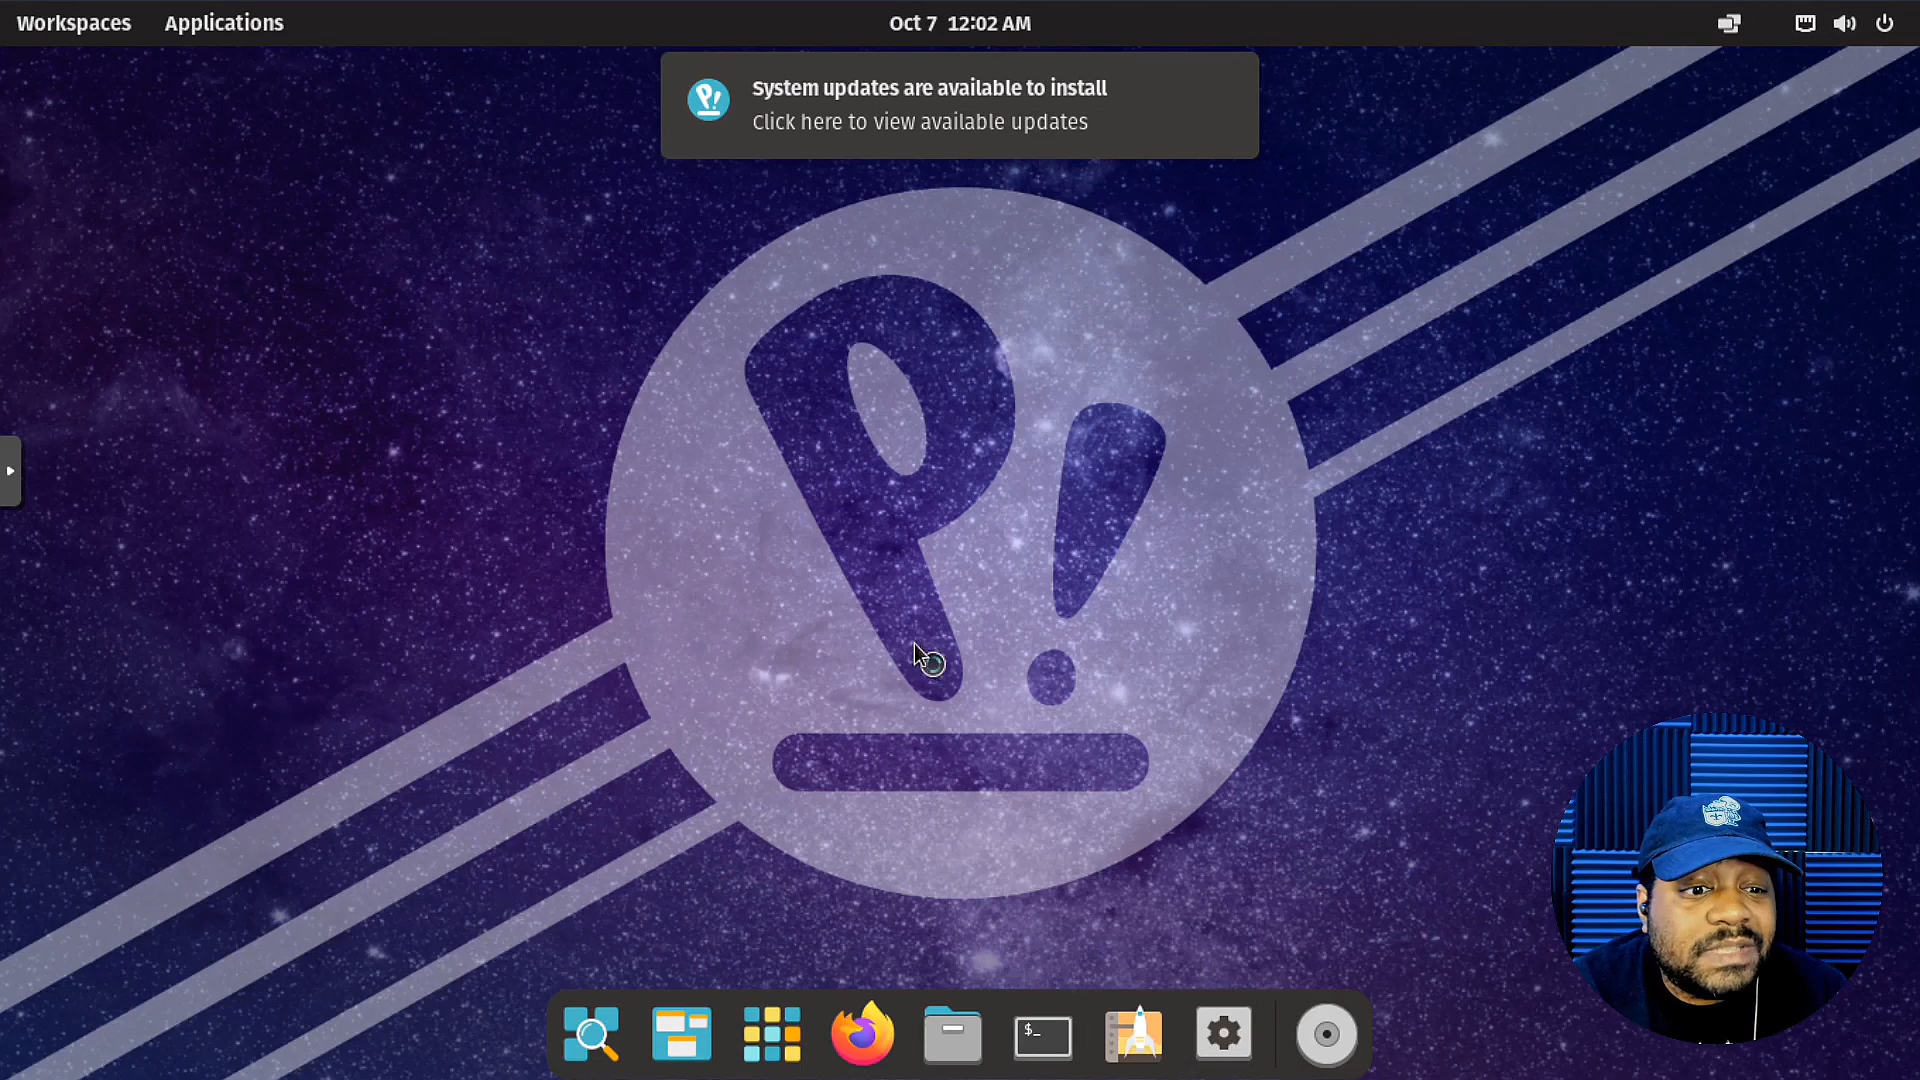 Workspaces Applications Oct 7 12:02 AM
System updates are available to install
Click here to view available updates
P!
$_